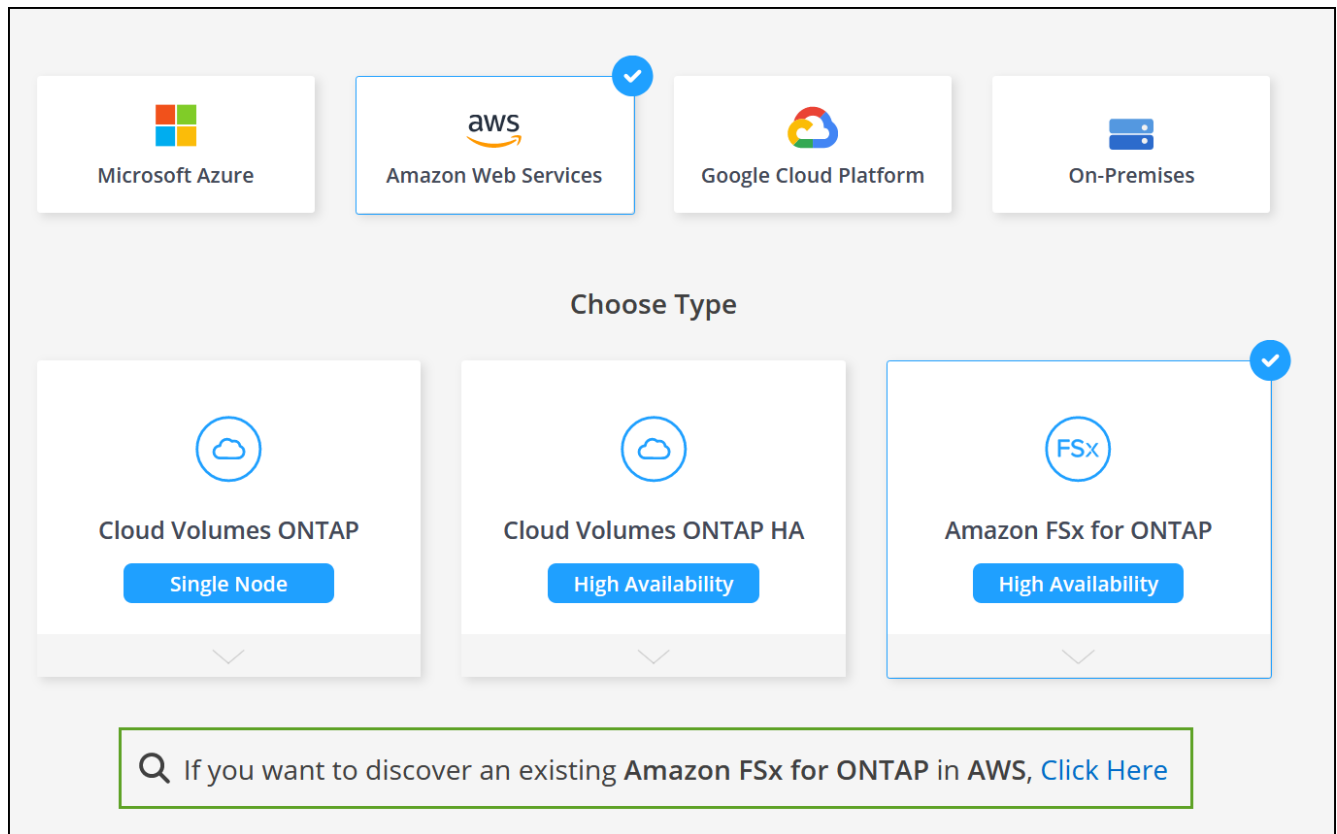 aws
Microsoft Azure
Amazon Web Services
Google Cloud Platform
On-Premises
Choose Type
FSx
Cloud Volumes ONTAP
Single Node
Cloud Volumes ONTAP HA
High Availability
Amazon FSx for ONTAP
High Availability
If you want to discover an existing Amazon FSx for ONTAP in AWS, Click Here